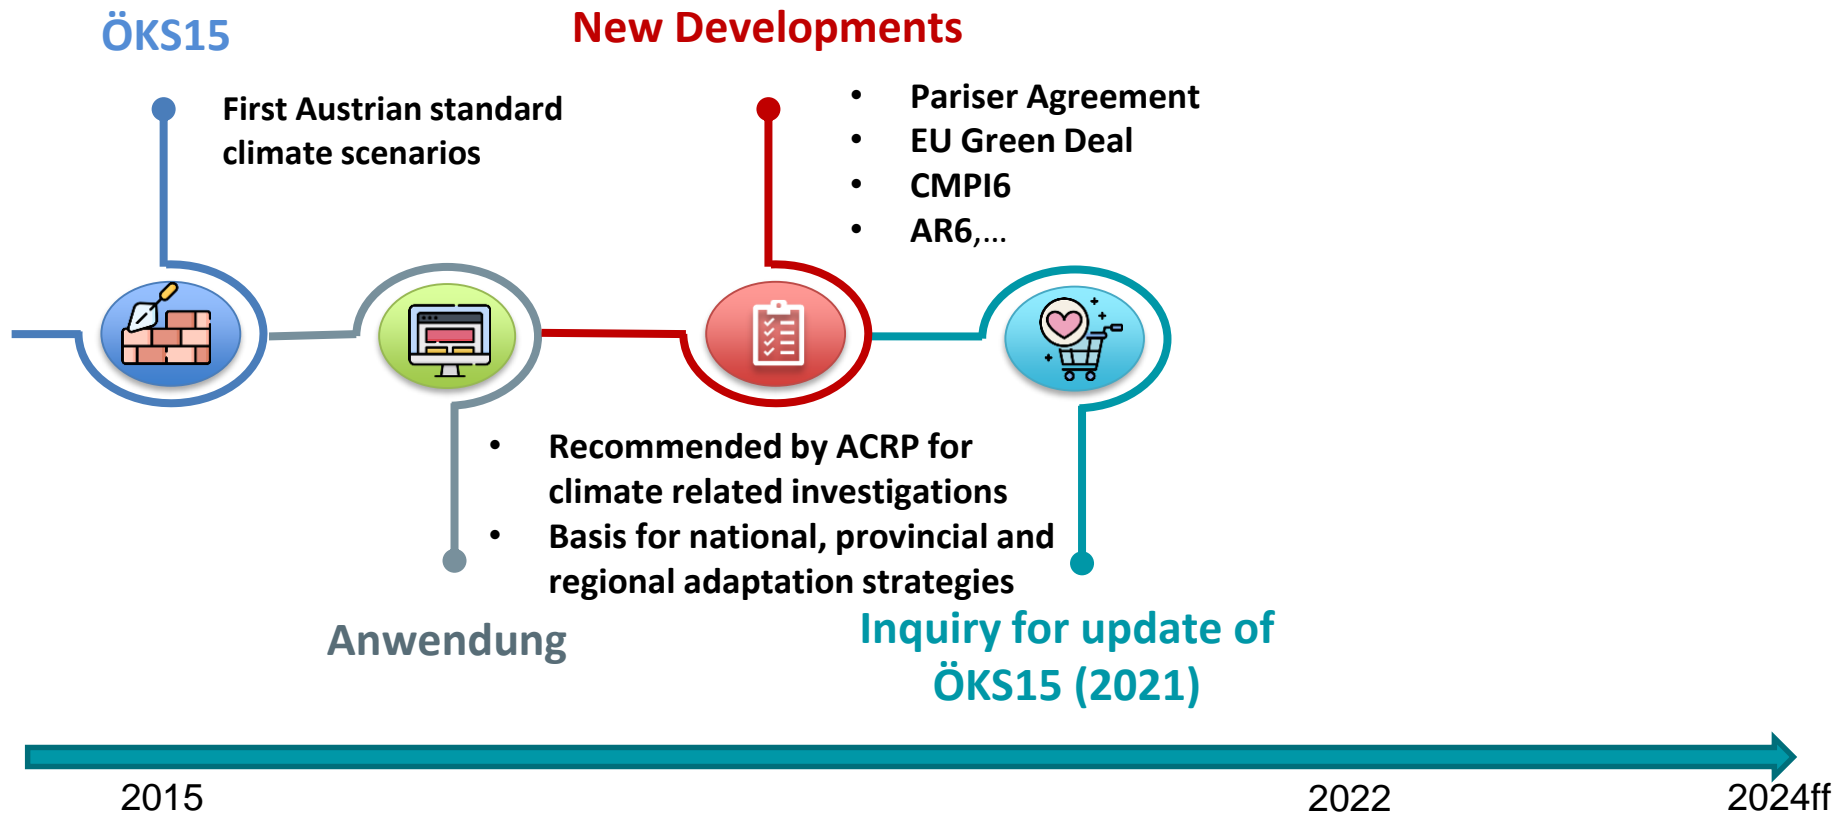 ÖKS15
First Austrian standard
climate scenarios
New Developments
• Pariser Agreement
• EU Green Deal
• CMPI6
• AR6,...
• Recommended by ACRP for
climate related investigations
• Basis for national, provincial and
regional adaptation strategies
Anwendung
Inquiry for update of
ÖKS15 (2021)
2015
2022
2024ff